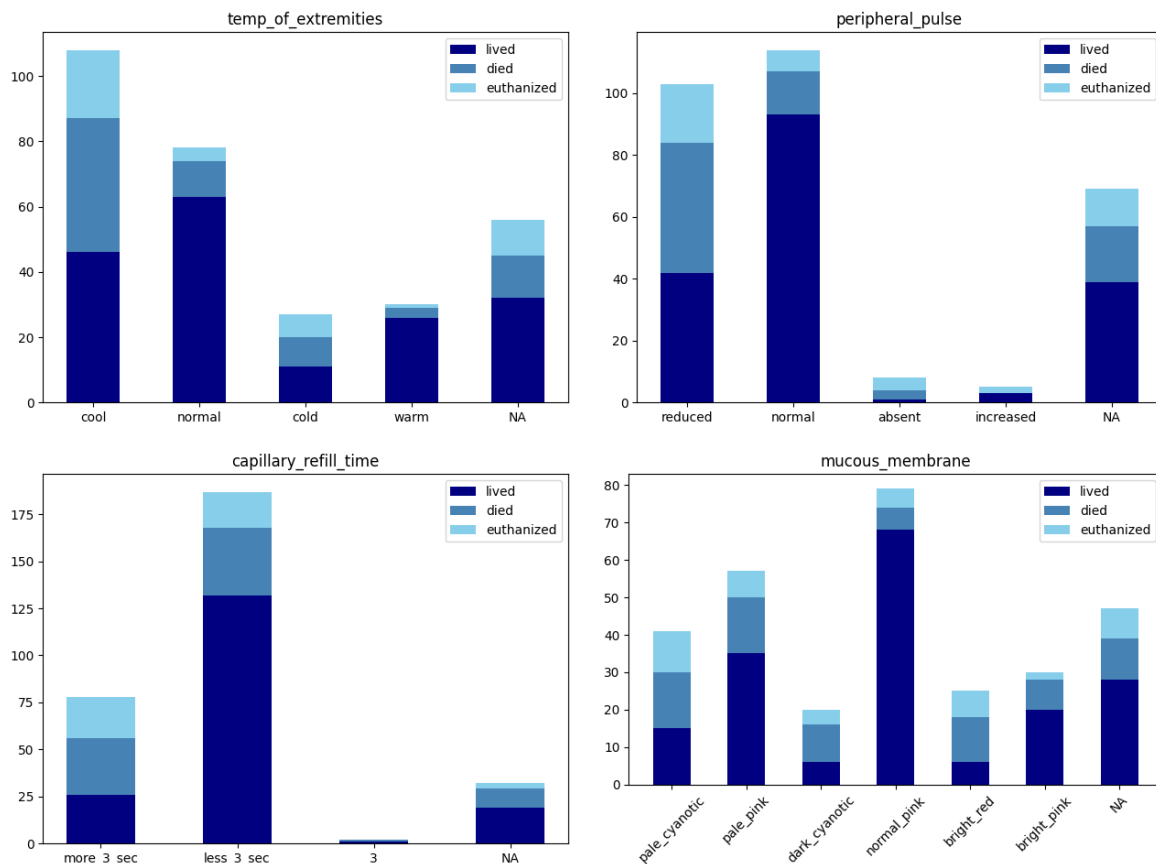 temp_of_extremities
lived
died
euthanized
100
80
60
40
20
0
cool normal cold warm NA
peripheral_pulse
lived
died
euthanized
100
80
60
40
20
0
reduced normal absent increased NA
capillary_refill_time
lived
died
euthanized
175
150
125
100
75
50
25
0
more_3_sec less_3_sec 3 NA
mucous_membrane
lived
died
euthanized
80
70
60
50
40
30
20
10
0
pale_cyanotic pale_pink dark_cyanotic normal_pink bright_red bright_pink NA